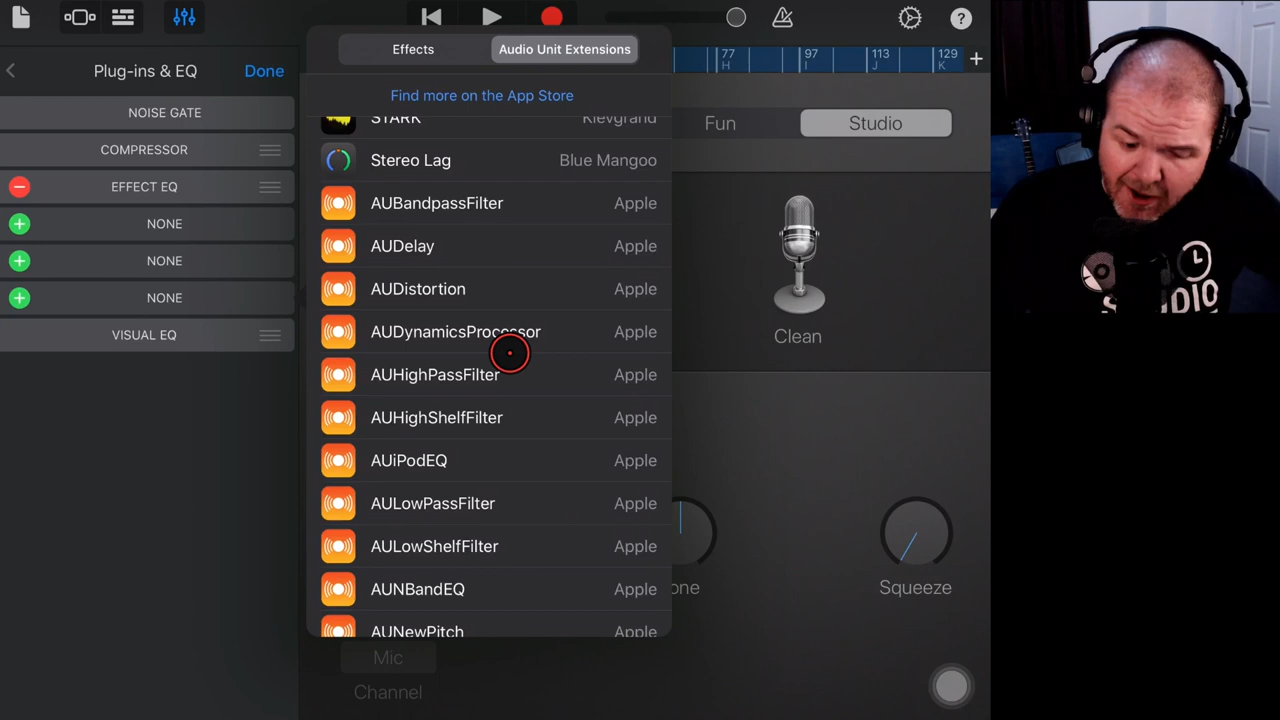 Plug-ins & EQ
Done
NOISE GATE
COMPRESSOR
EFFECT EQ
NONE
NONE
NONE
VISUAL EQ
Effects
Audio Unit Extensions
Find more on the App Store
STARK Klevgrand
Stereo Lag Blue Mangoo
AUBandpassFilter Apple
AUDelay Apple
AUDistortion Apple
AUDynamicsProcessor Apple
AUHighPassFilter Apple
AUHighShelfFilter Apple
AUiPodEQ Apple
AULowPassFilter Apple
AULowShelfFilter Apple
AUNBandEQ Apple
AUNewPitch Apple
Mic
Channel
77 97 113 129
H I J K
Fun
Studio
Clean
Squeeze
?